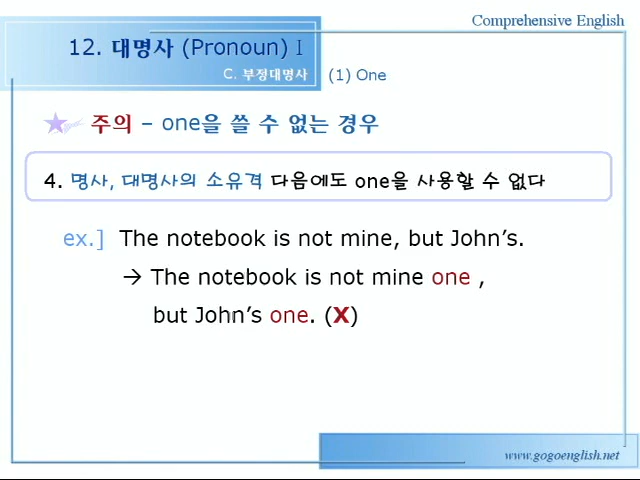 Comprehensive English
12. 대명사 (Pronoun) I
C. 부정대명사
(1) One
주의 – one을 쓸 수 없는 경우
4. 명사, 대명사의 소유격 다음에도 one을 사용할 수 없다
ex.] The notebook is not mine, but John's.
→ The notebook is not mine one ,
but John's one. (X)
www.gogoenglish.net